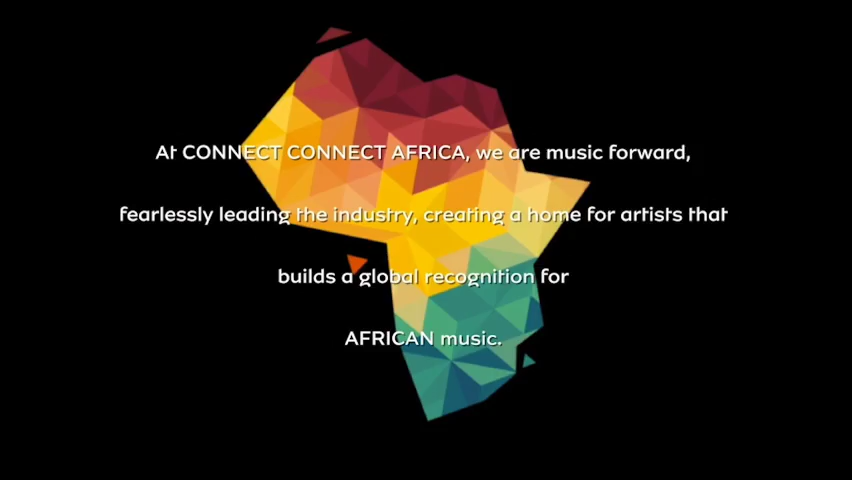 At CONNECT CONNECT AFRICA, we are music forward,
fearlessly leading the industry, creating a home for artists that
builds a global recognition for
AFRICAN music.